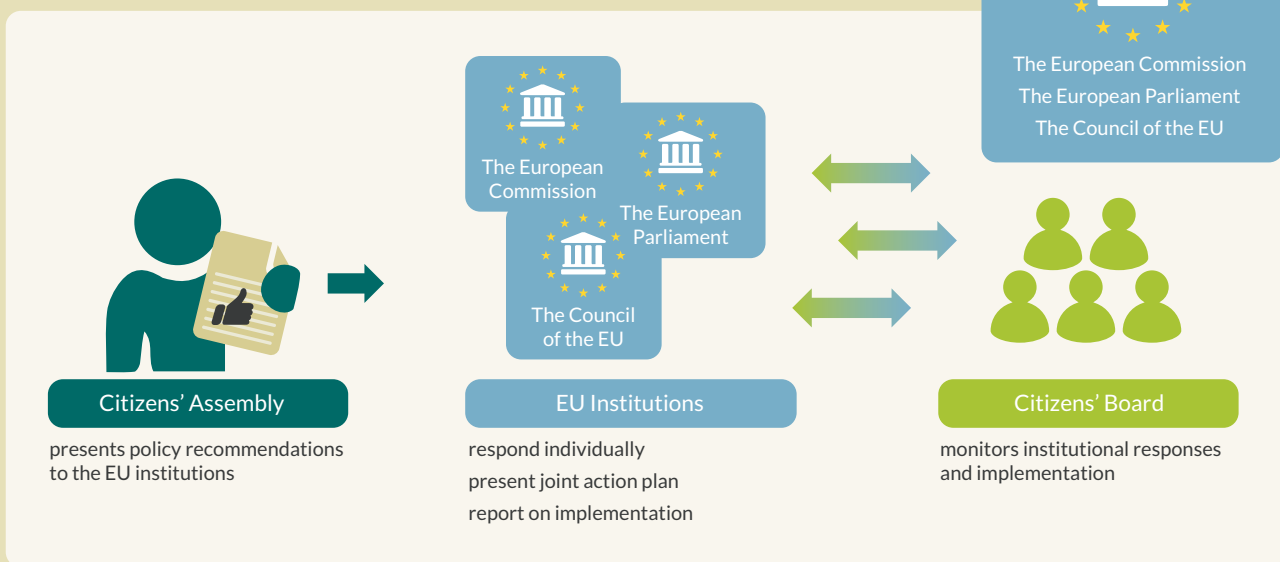 The European Commission
The European Parliament
The Council of the EU
The European
Commission
The European
Parliament
The Council
of the EU
Citizens’ Assembly
presents policy recommendations
to the EU institutions
EU Institutions
respond individually
present joint action plan
report on implementation
Citizens’ Board
monitors institutional responses
and implementation